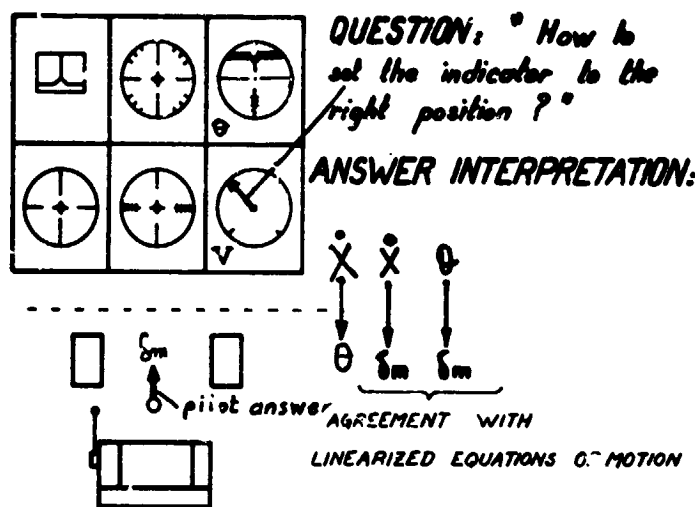 QUESTION: " How to
set the indicator to the
right position ? "
θ
V
ANSWER INTERPRETATION:
Ẋ Ẋ θ
θ δm δm
δm
pilot answer
AGREEMENT WITH
LINEARIZED EQUATIONS OF MOTION